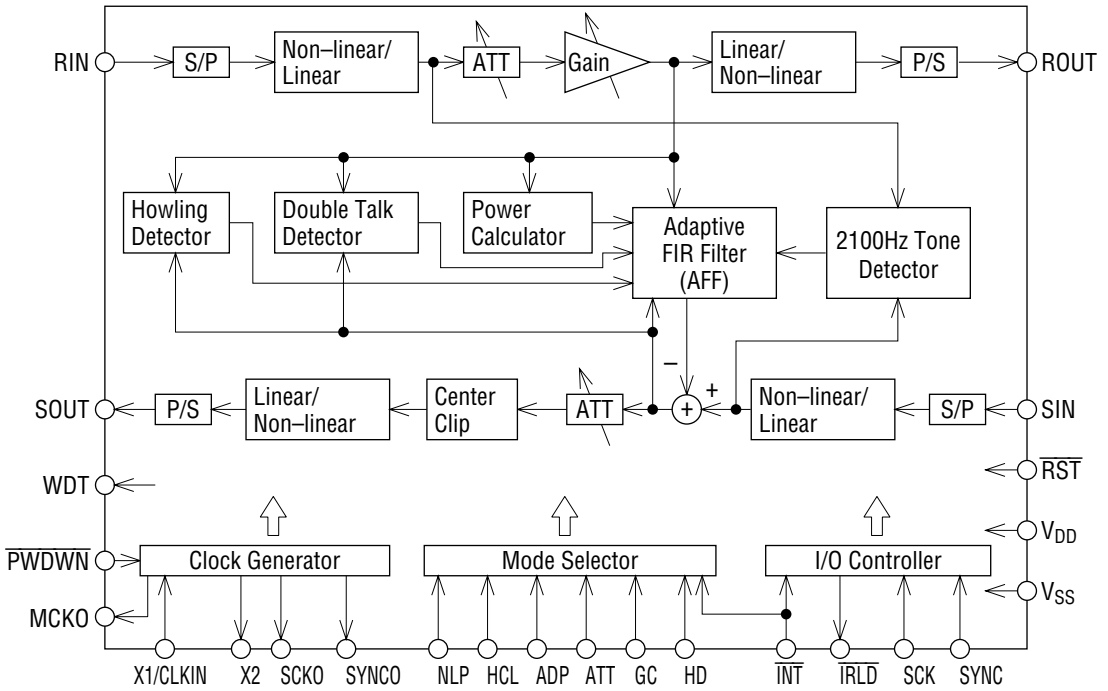 RIN
S/P
Non–linear/
Linear
ATT
Gain
Linear/
Non–linear
P/S
ROUT
Howling
Detector
Double Talk
Detector
Power
Calculator
Adaptive
FIR Filter
(AFF)
2100Hz Tone
Detector
–
+
SOUT
P/S
Linear/
Non–linear
Center
Clip
ATT
+
Non–linear/
Linear
S/P
SIN
WDT
RST
PWDWN
Clock Generator
Mode Selector
I/O Controller
VDD
MCKO
VSS
X1/CLKIN
X2
SCKO
SYNCO
NLP
HCL
ADP
ATT
GC
HD
INT
IRLD
SCK
SYNC